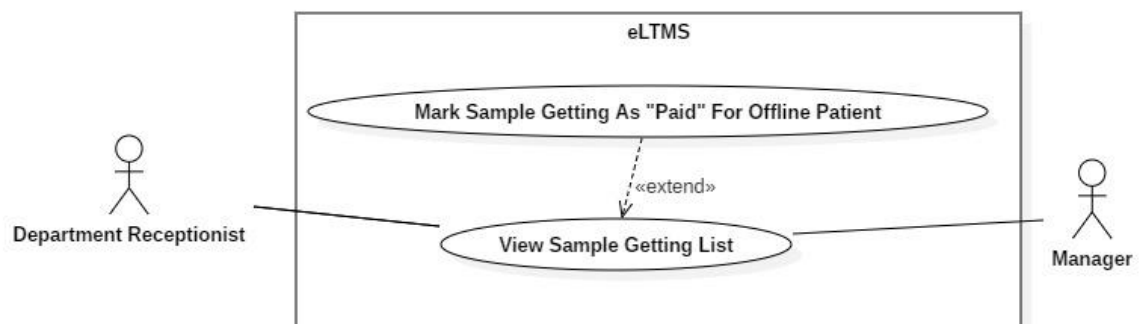 eLTMS
Mark Sample Getting As "Paid" For Offline Patient
«extend»
Department Receptionist
View Sample Getting List
Manager